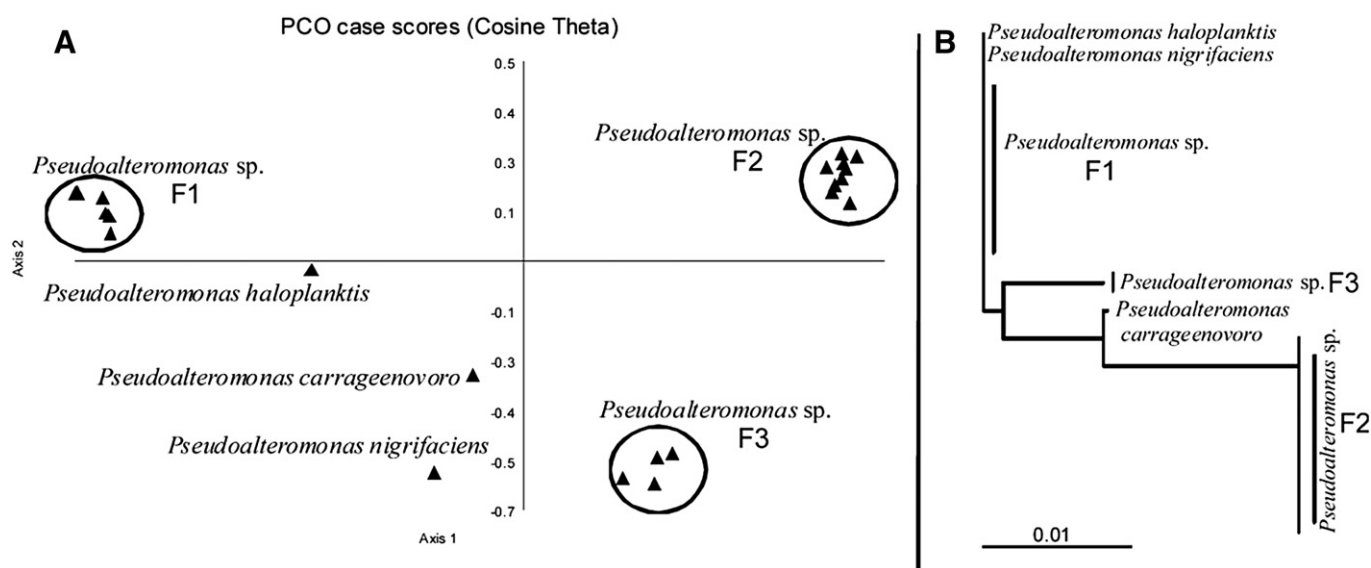 A
PCO case scores (Cosine Theta)
0.5
0.4
0.3
0.1
-0.1
-0.3
-0.4
-0.5
-0.7
Axis 2
Axis 1
Pseudoalteromonas sp.
F1
Pseudoalteromonas sp.
F2
Pseudoalteromonas haloplanktis
Pseudoalteromonas carrageenovoro
Pseudoalteromonas nigrifaciens
Pseudoalteromonas sp.
F3
B
Pseudoalteromonas haloplanktis
Pseudoalteromonas nigrifaciens
Pseudoalteromonas sp.
F1
Pseudoalteromonas sp. F3
Pseudoalteromonas
carrageenovoro
Pseudoalteromonas sp.
F2
0.01